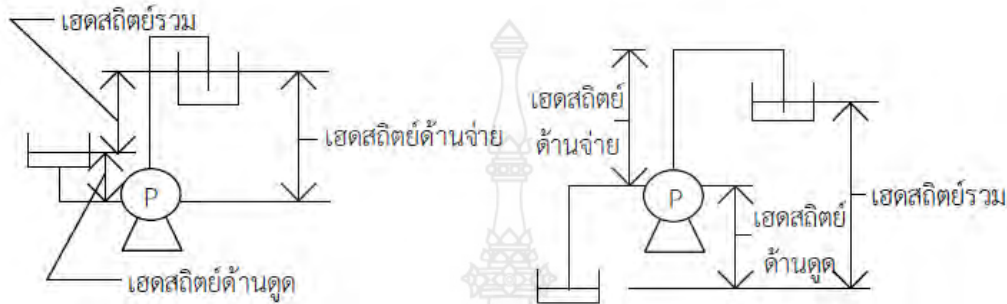 เฮดสถิตย์รวม
เฮดสถิตย์ด้านจ่าย
P
เฮดสถิตย์ด้านดูด
เฮดสถิตย์
ด้านจ่าย
P
เฮดสถิตย์รวม
เฮดสถิตย์
ด้านดูด